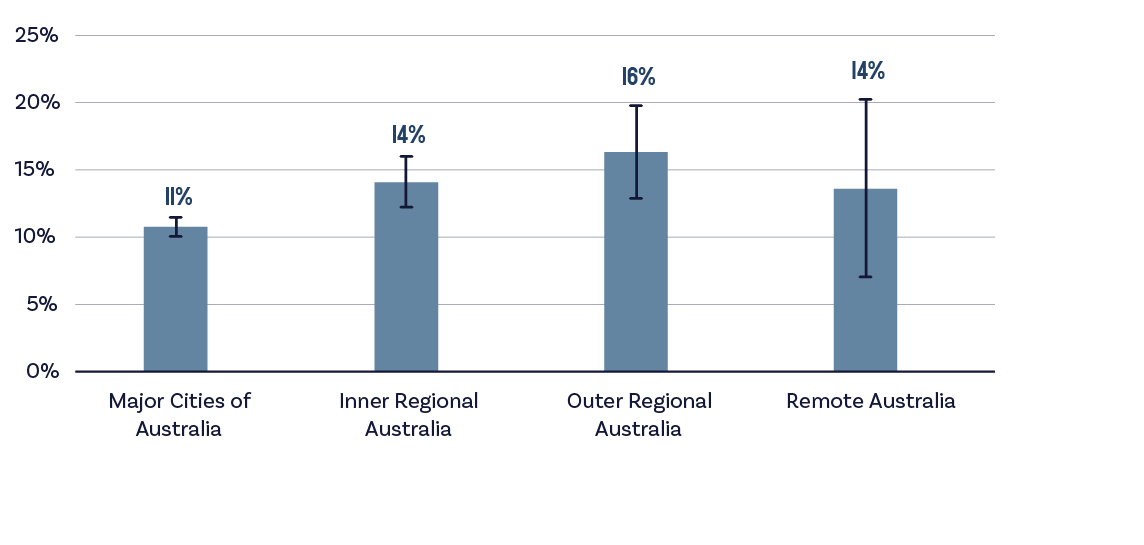 25%
20%
15%
10%
5%
0%
11%
14%
16%
14%
Major Cities of
Australia
Inner Regional
Australia
Outer Regional
Australia
Remote Australia